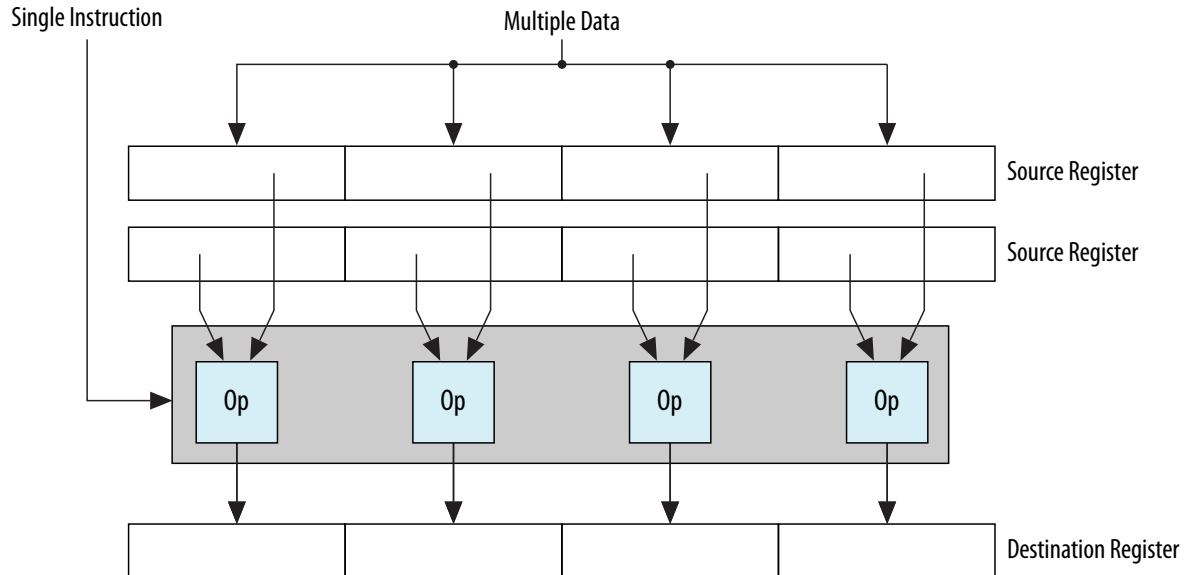 Single Instruction
Multiple Data
Source Register
Source Register
Op Op Op Op
Destination Register